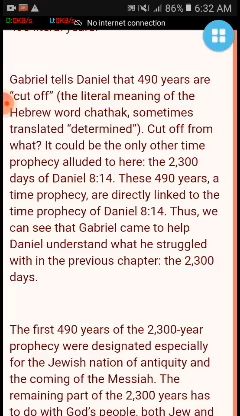 0:0KB/s U:0KB/s 86% 6:32 AM
No internet connection
Gabriel tells Daniel that 490 years are
“cut off” (the literal meaning of the
Hebrew word chathak, sometimes
translated “determined”). Cut off from
what? It could be the only other time
prophecy alluded to here: the 2,300
days of Daniel 8:14. These 490 years, a
time prophecy, are directly linked to the
time prophecy of Daniel 8:14. Thus, we
can see that Gabriel came to help
Daniel understand what he struggled
with in the previous chapter: the 2,300
days.
The first 490 years of the 2,300-year
prophecy were designated especially
for the Jewish nation of antiquity and
the coming of the Messiah. The
remaining part of the 2,300 years has
to do with God’s people, both Jew and